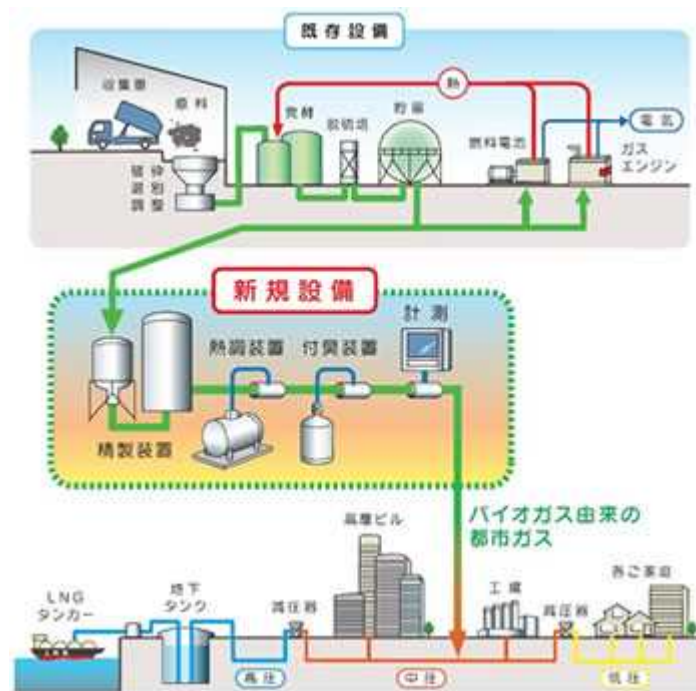 既存設備
収集車
原料
発酵
脱硫塔
貯留
熱
燃料電池
電気
ガス
エンジン
破砕
選別
調整
新規設備
計測
熱調装置
付臭装置
精製装置
バイオガス由来の
都市ガス
高層ビル
LNG
タンカー
地下
タンク
減圧器
工場
減圧器
各ご家庭
高圧
中圧
低圧